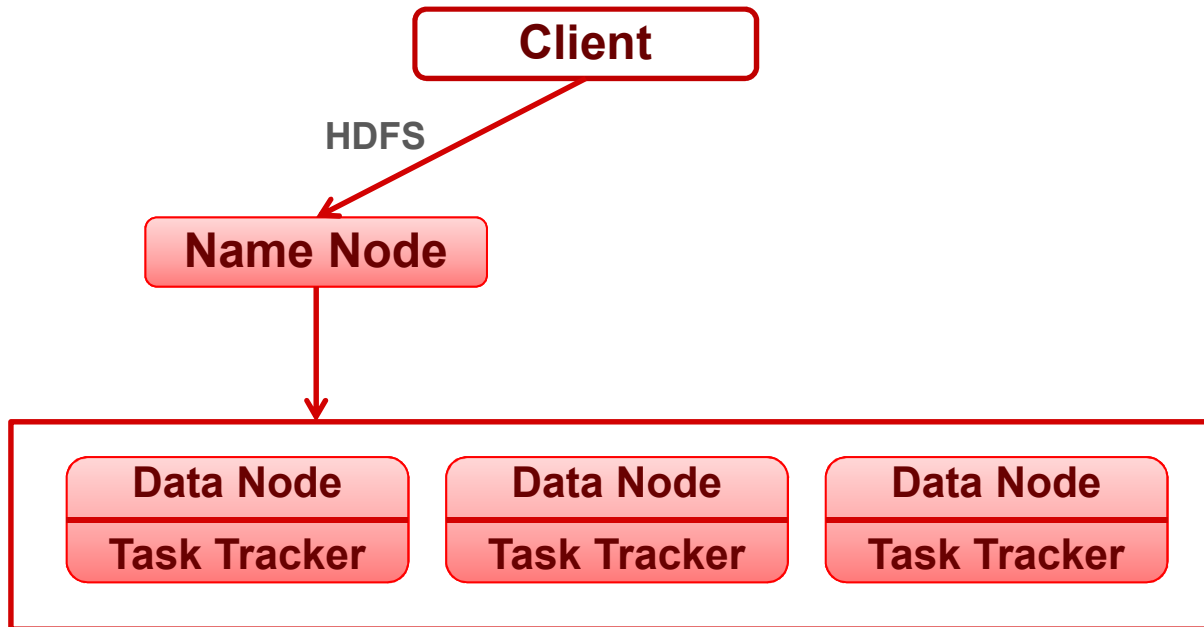 Client
HDFS
Name Node
Data Node
Data Node
Data Node
Task Tracker
Task Tracker
Task Tracker